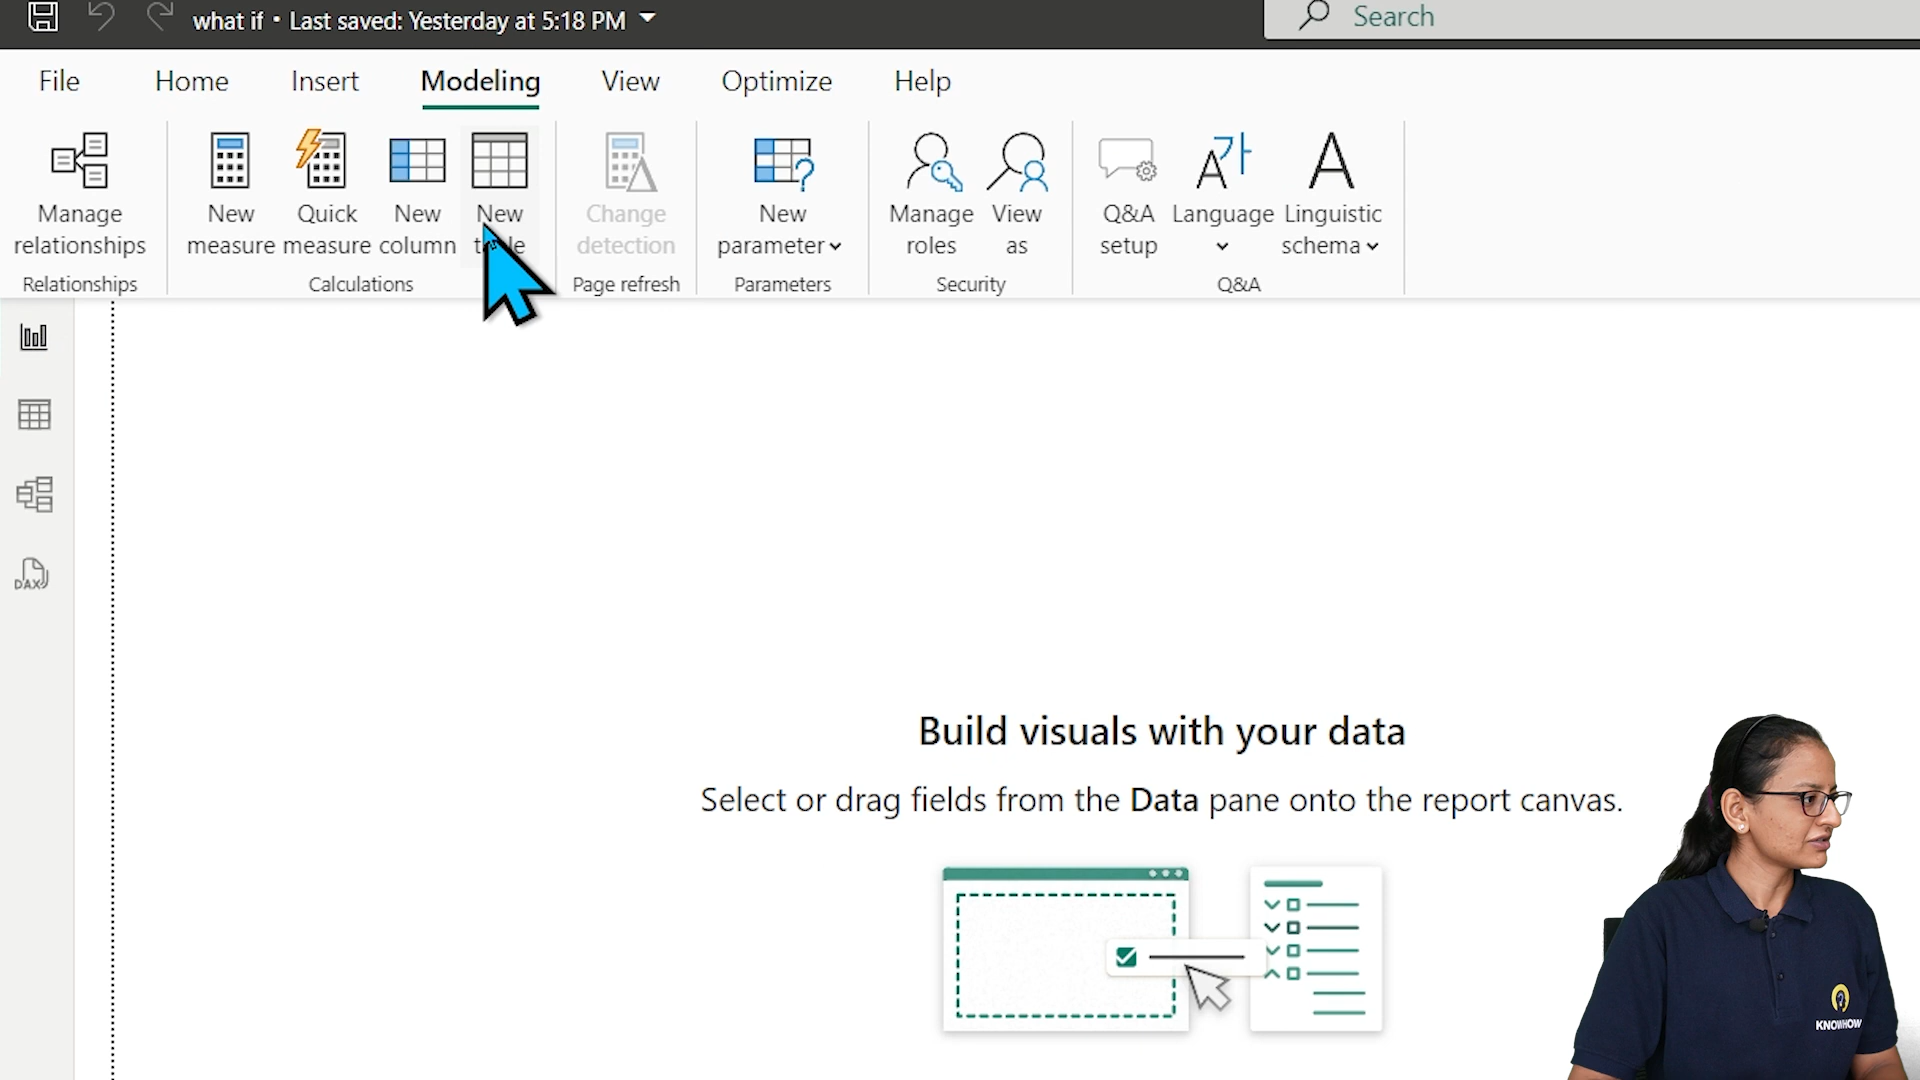 what if • Last saved: Yesterday at 5:18 PM
Search
File Home Insert Modeling View Optimize Help
Manage relationships
New measure
Quick measure
New column
New
Change detection
New parameter
Manage roles
View as
Q&A setup
Language
Linguistic schema
Relationships
Calculations
Page refresh
Parameters
Security
Q&A
가
A
DAX
Build visuals with your data
Select or drag fields from the Data pane onto the report canvas.
KNOWHOW